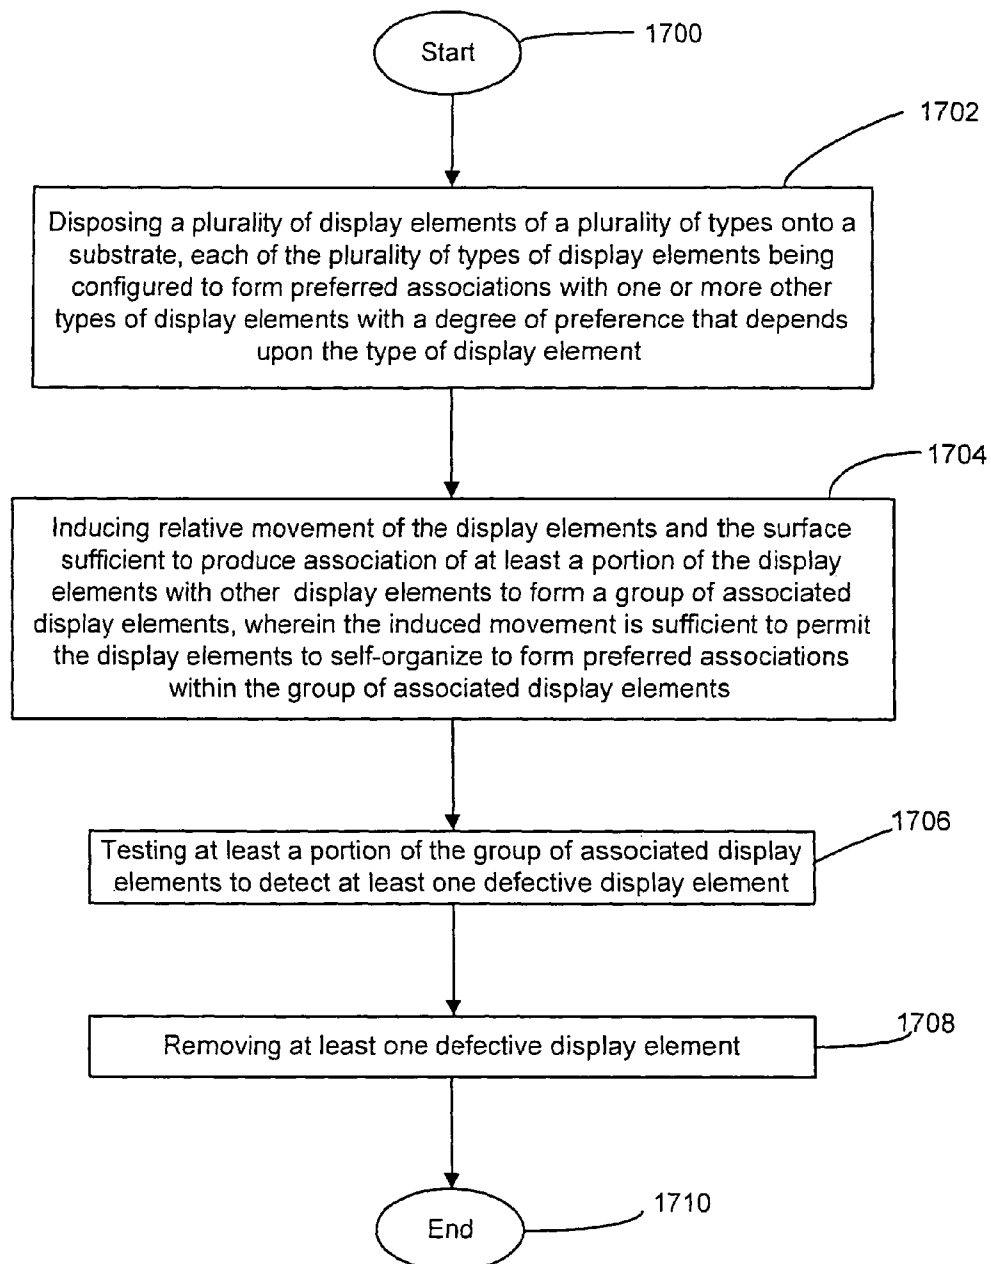 Start
1700
1702
Disposing a plurality of display elements of a plurality of types onto a
substrate, each of the plurality of types of display elements being
configured to form preferred associations with one or more other
types of display elements with a degree of preference that depends
upon the type of display element
1704
Inducing relative movement of the display elements and the surface
sufficient to produce association of at least a portion of the display
elements with other display elements to form a group of associated
display elements, wherein the induced movement is sufficient to permit
the display elements to self-organize to form preferred associations
within the group of associated display elements
1706
Testing at least a portion of the group of associated display
elements to detect at least one defective display element
1708
Removing at least one defective display element
1710
End